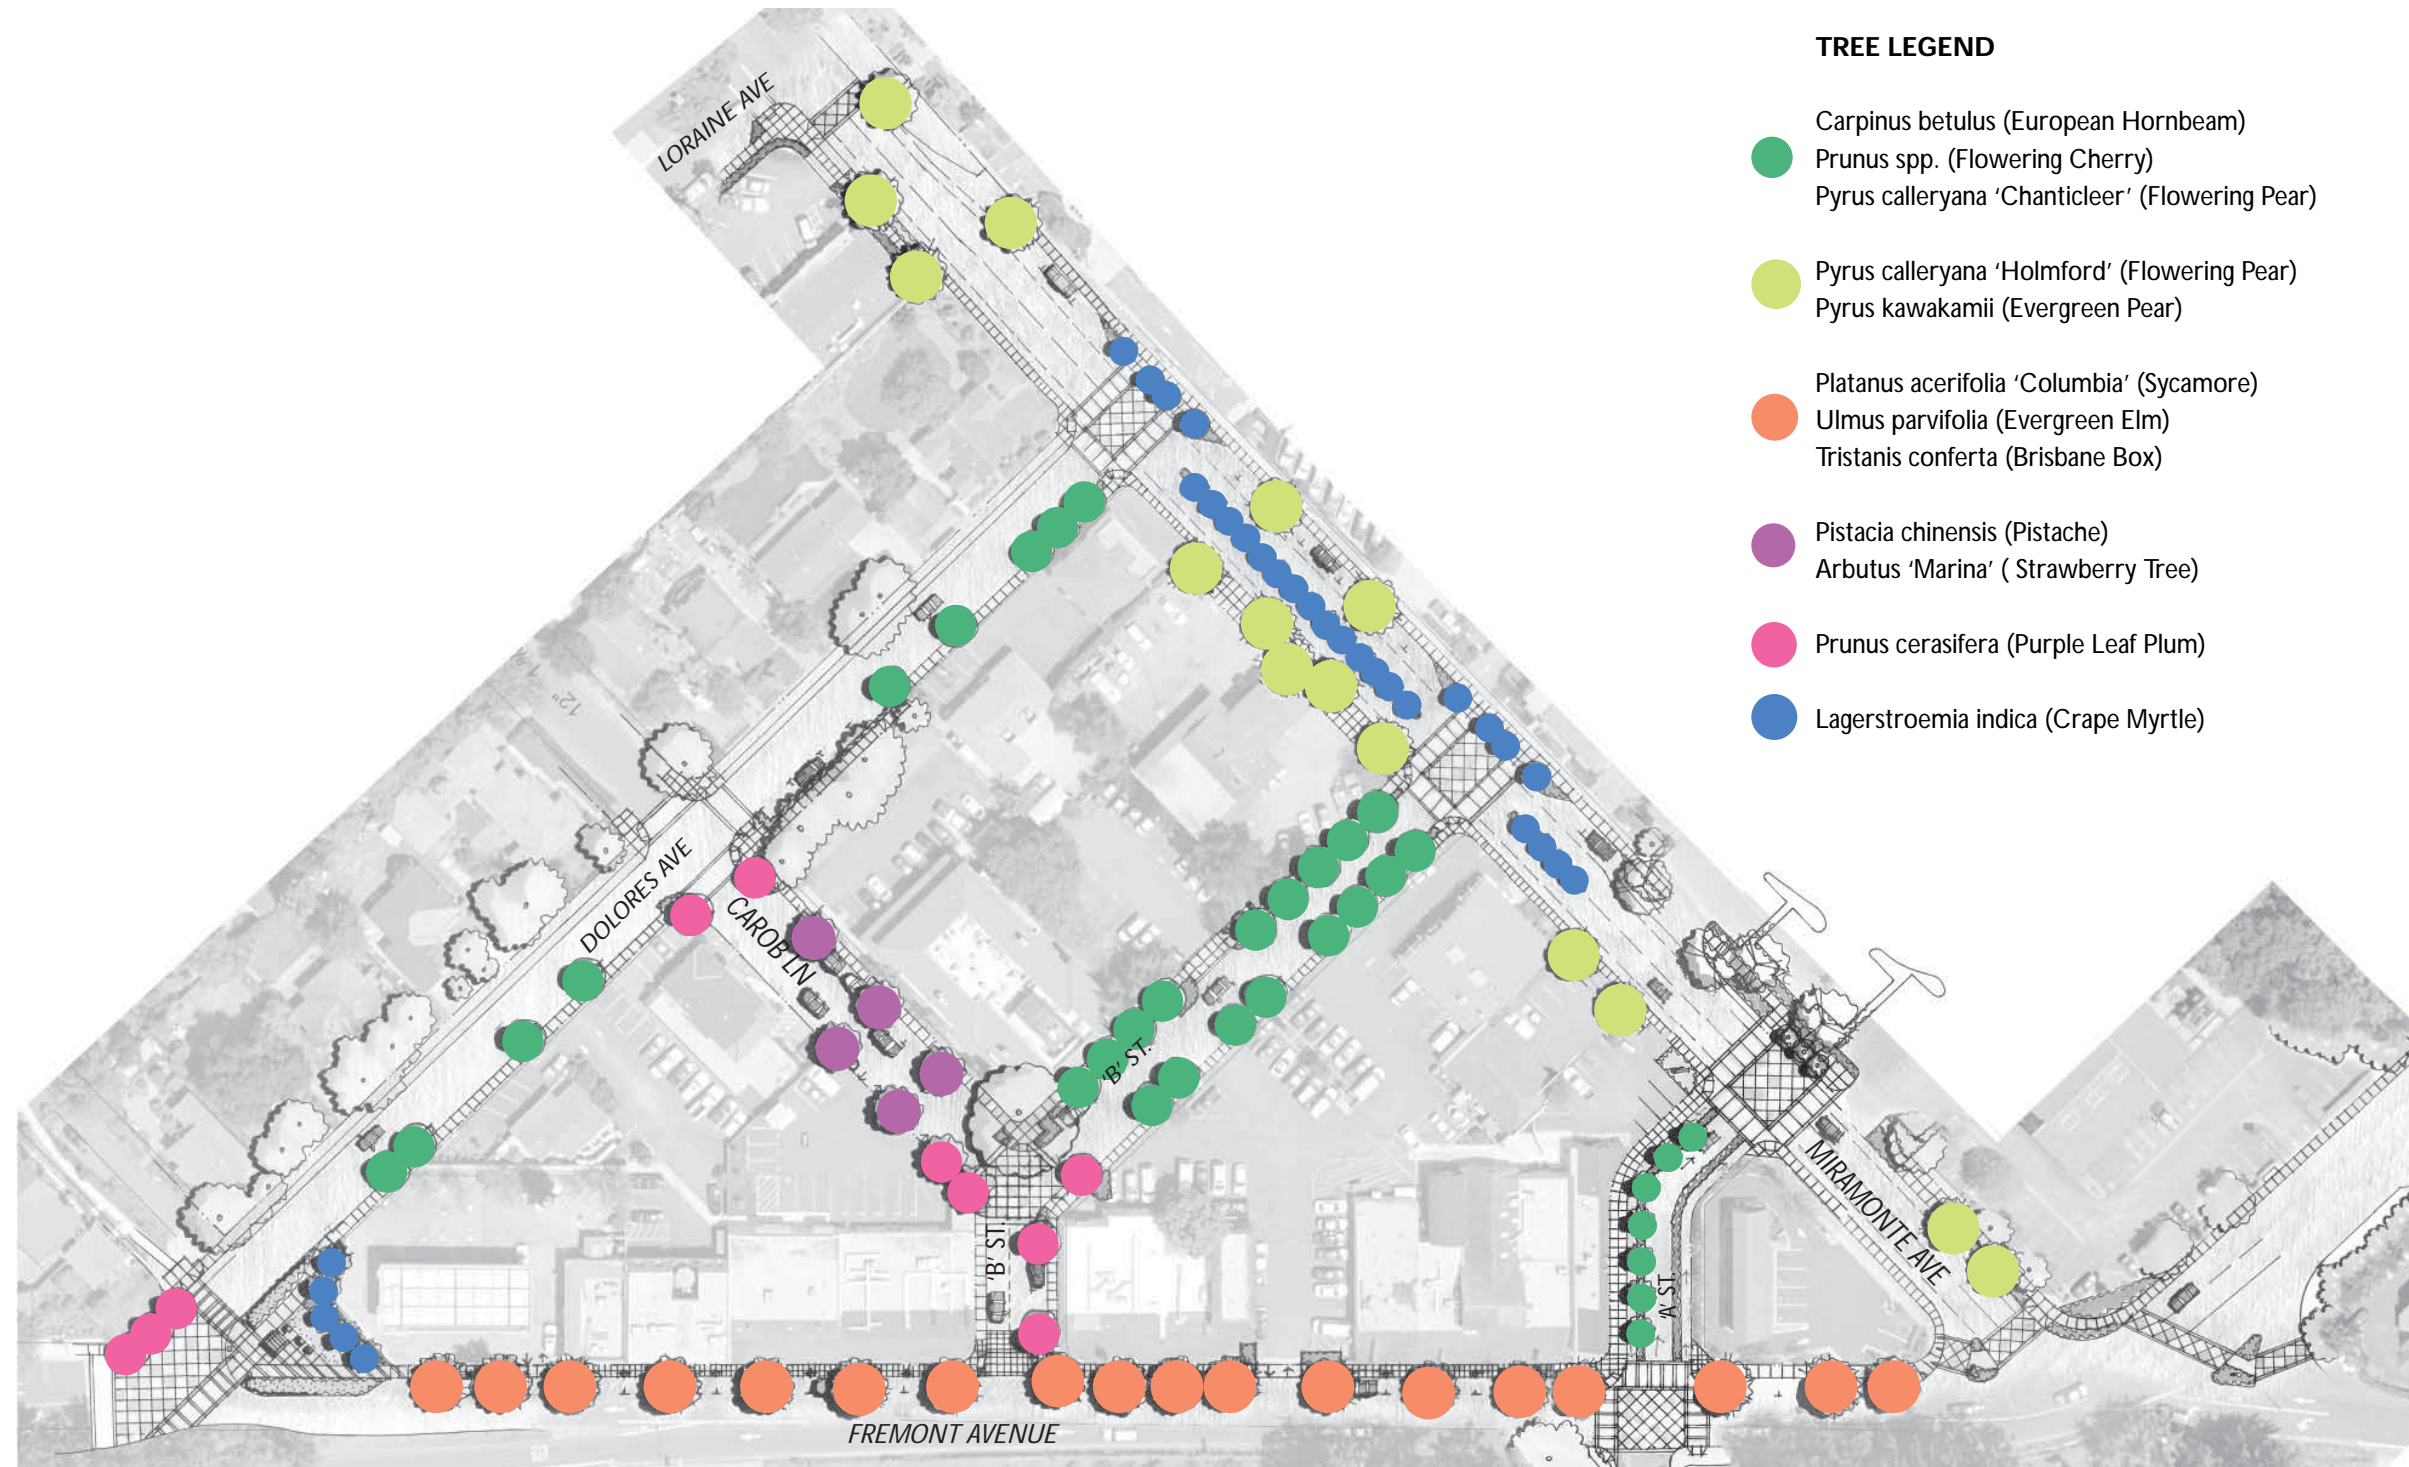 TREE LEGEND
Carpinus betulus (European Hornbeam)
Prunus spp. (Flowering Cherry)
Pyrus calleryana ‘Chanticleer’ (Flowering Pear)
Pyrus calleryana ‘Holmford’ (Flowering Pear)
Pyrus kawakamii (Evergreen Pear)
Platanus acerifolia ‘Columbia’ (Sycamore)
Ulmus parvifolia (Evergreen Elm)
Tristanis conferta (Brisbane Box)
Pistacia chinensis (Pistache)
Arbutus ‘Marina’ ( Strawberry Tree)
Prunus cerasifera (Purple Leaf Plum)
Lagerstroemia indica (Crape Myrtle)
LORAINE AVE
12"
DOLORES AVE
CAROB LN
‘B’ ST.
‘B’ ST.
‘A’ ST.
MIRAMONTE AVE
FREMONT AVENUE